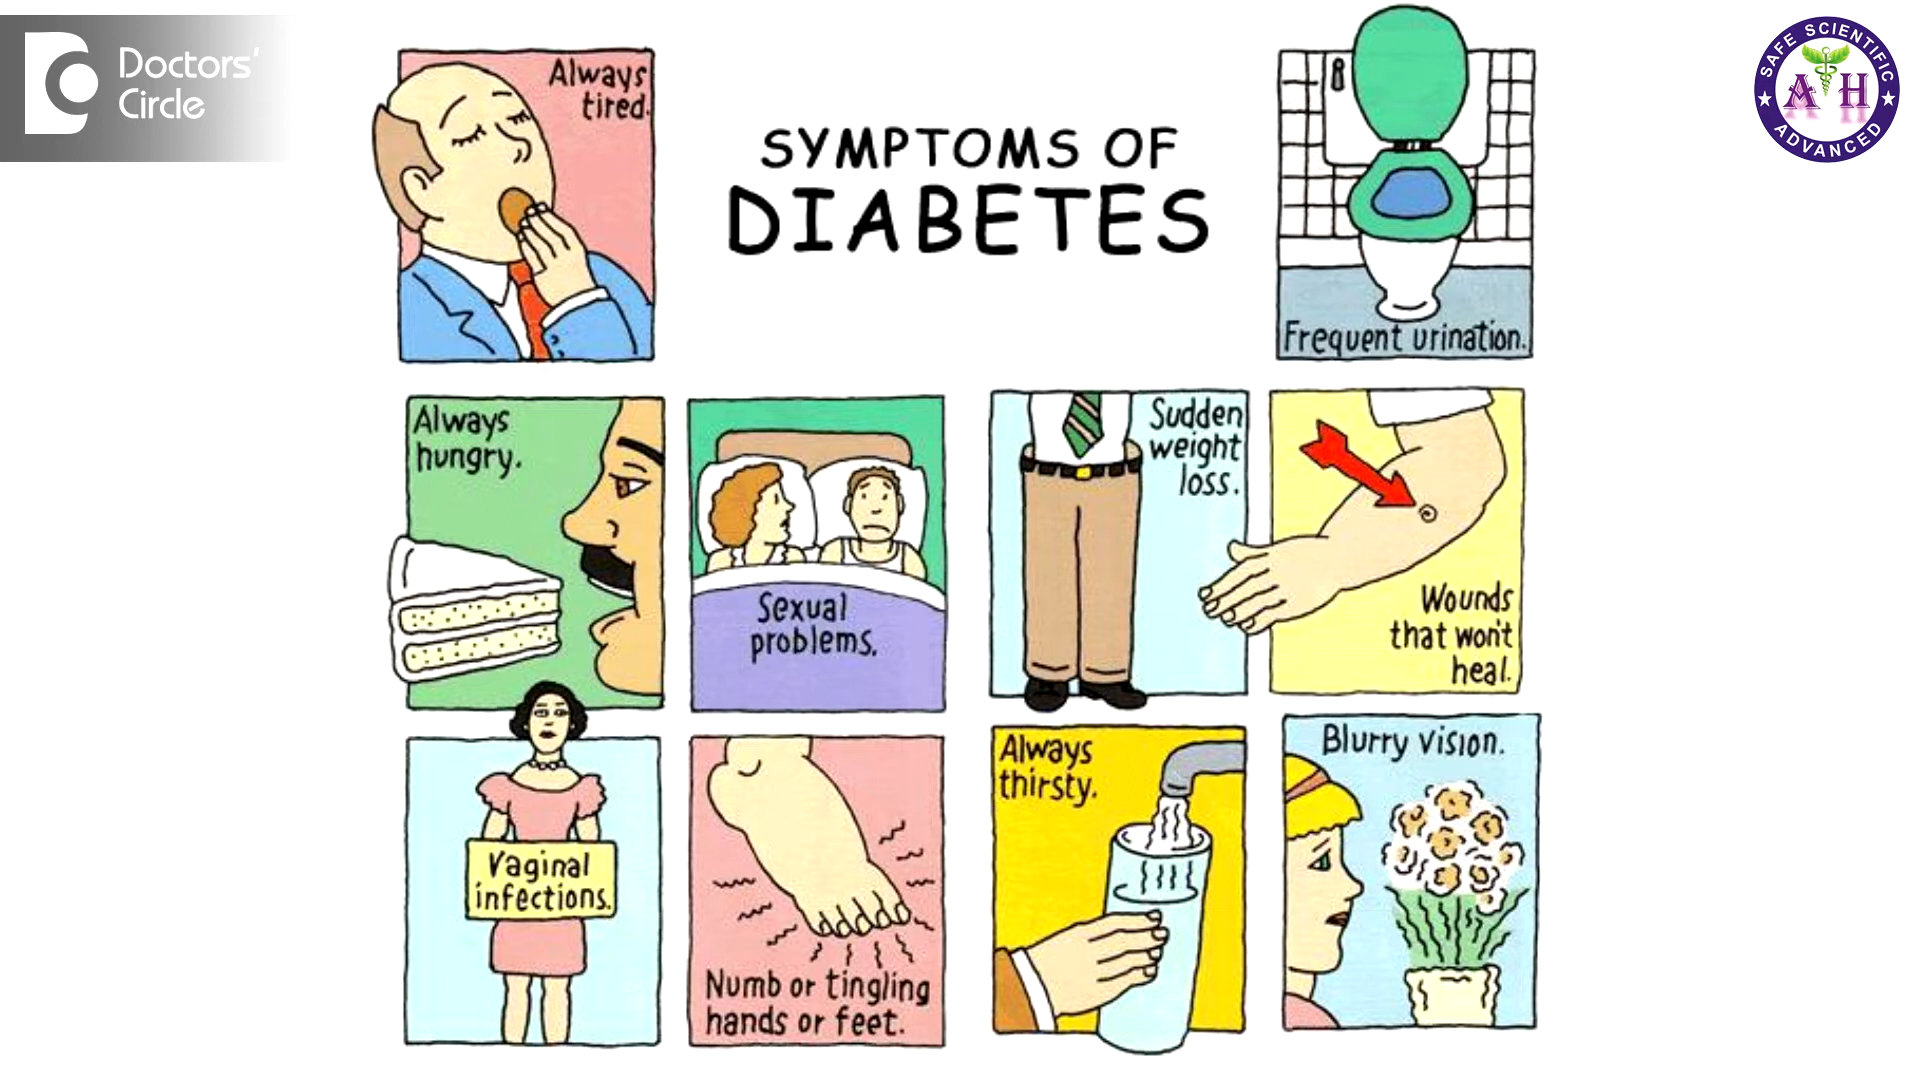 Doctors'
Circle
Always
tired.
SYMPTOMS OF
DIABETES
Frequent urination.
SAFE SCIENTIFIC
AH
ADVANCED
Always
hungry.
Sexual
problems.
Sudden
weight
loss.
Wounds
that won't
heal.
Vaginal
infections.
Numb or tingling
hands or feet.
Always
thirsty.
Blurry vision.